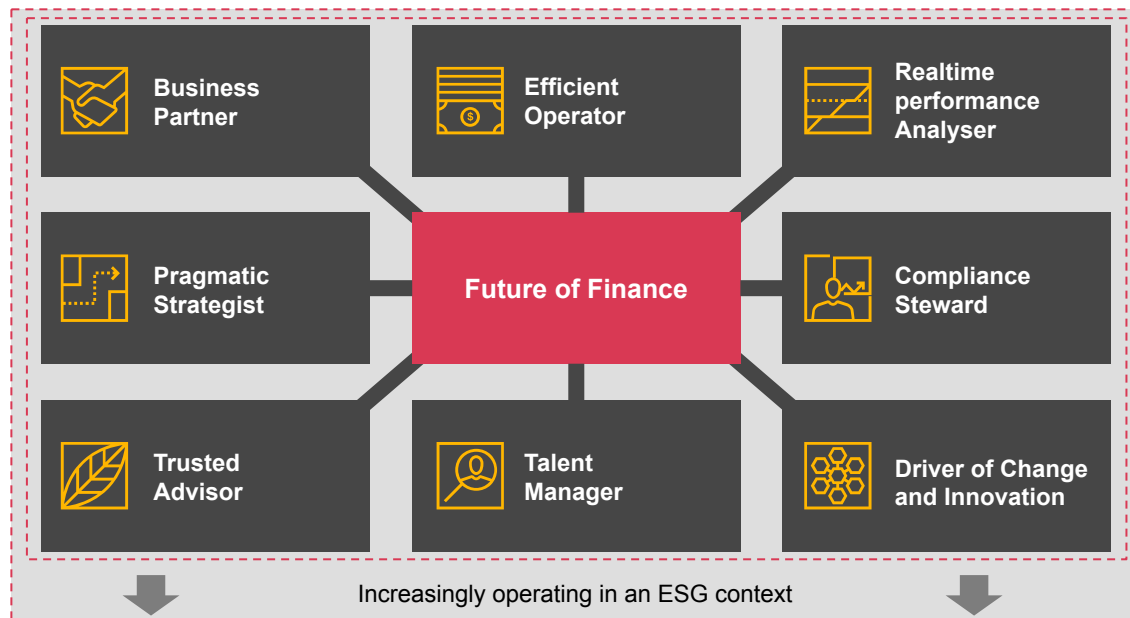 Business
Partner
Efficient
Operator
Realtime
performance
Analyser
Pragmatic
Strategist
Future of Finance
Compliance
Steward
Trusted
Advisor
Talent
Manager
Driver of Change
and Innovation
Increasingly operating in an ESG context
$